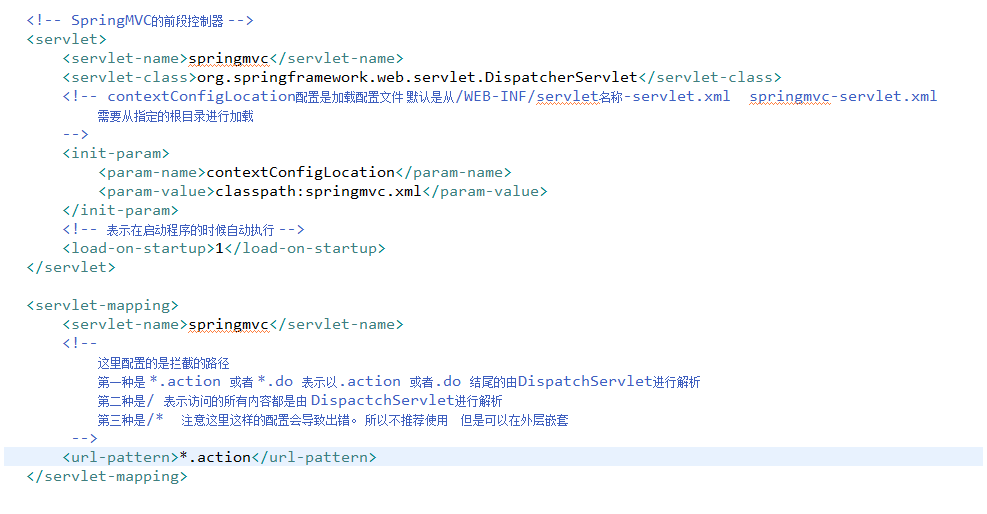 <!-- SpringMVC的前段控制器 -->
<servlet>
<servlet-name>springmvc</servlet-name>
<servlet-class>org.springframework.web.servlet.DispatcherServlet</servlet-class>
<!-- contextConfigLocation配置是加载配置文件 默认是从/WEB-INF/servlet名称-servlet.xml springmvc-servlet.xml
需要从指定的根目录进行加载
-->
<init-param>
<param-name>contextConfigLocation</param-name>
<param-value>classpath:springmvc.xml</param-value>
</init-param>
<!-- 表示在启动程序的时候自动执行 -->
<load-on-startup>1</load-on-startup>
</servlet>
<servlet-mapping>
<servlet-name>springmvc</servlet-name>
<!--
这里配置的是拦截的路径
第一种是 *.action 或者 *.do 表示以 .action 或者 .do 结尾的由DispatchServlet进行解析
第二种是 / 表示访问的所有内容都是由 DispactchServlet进行解析
第三种是 /* 注意这里这样的配置会导致出错。 所以不推荐使用 但是可以在外层嵌套
-->
<url-pattern>*.action</url-pattern>
</servlet-mapping>